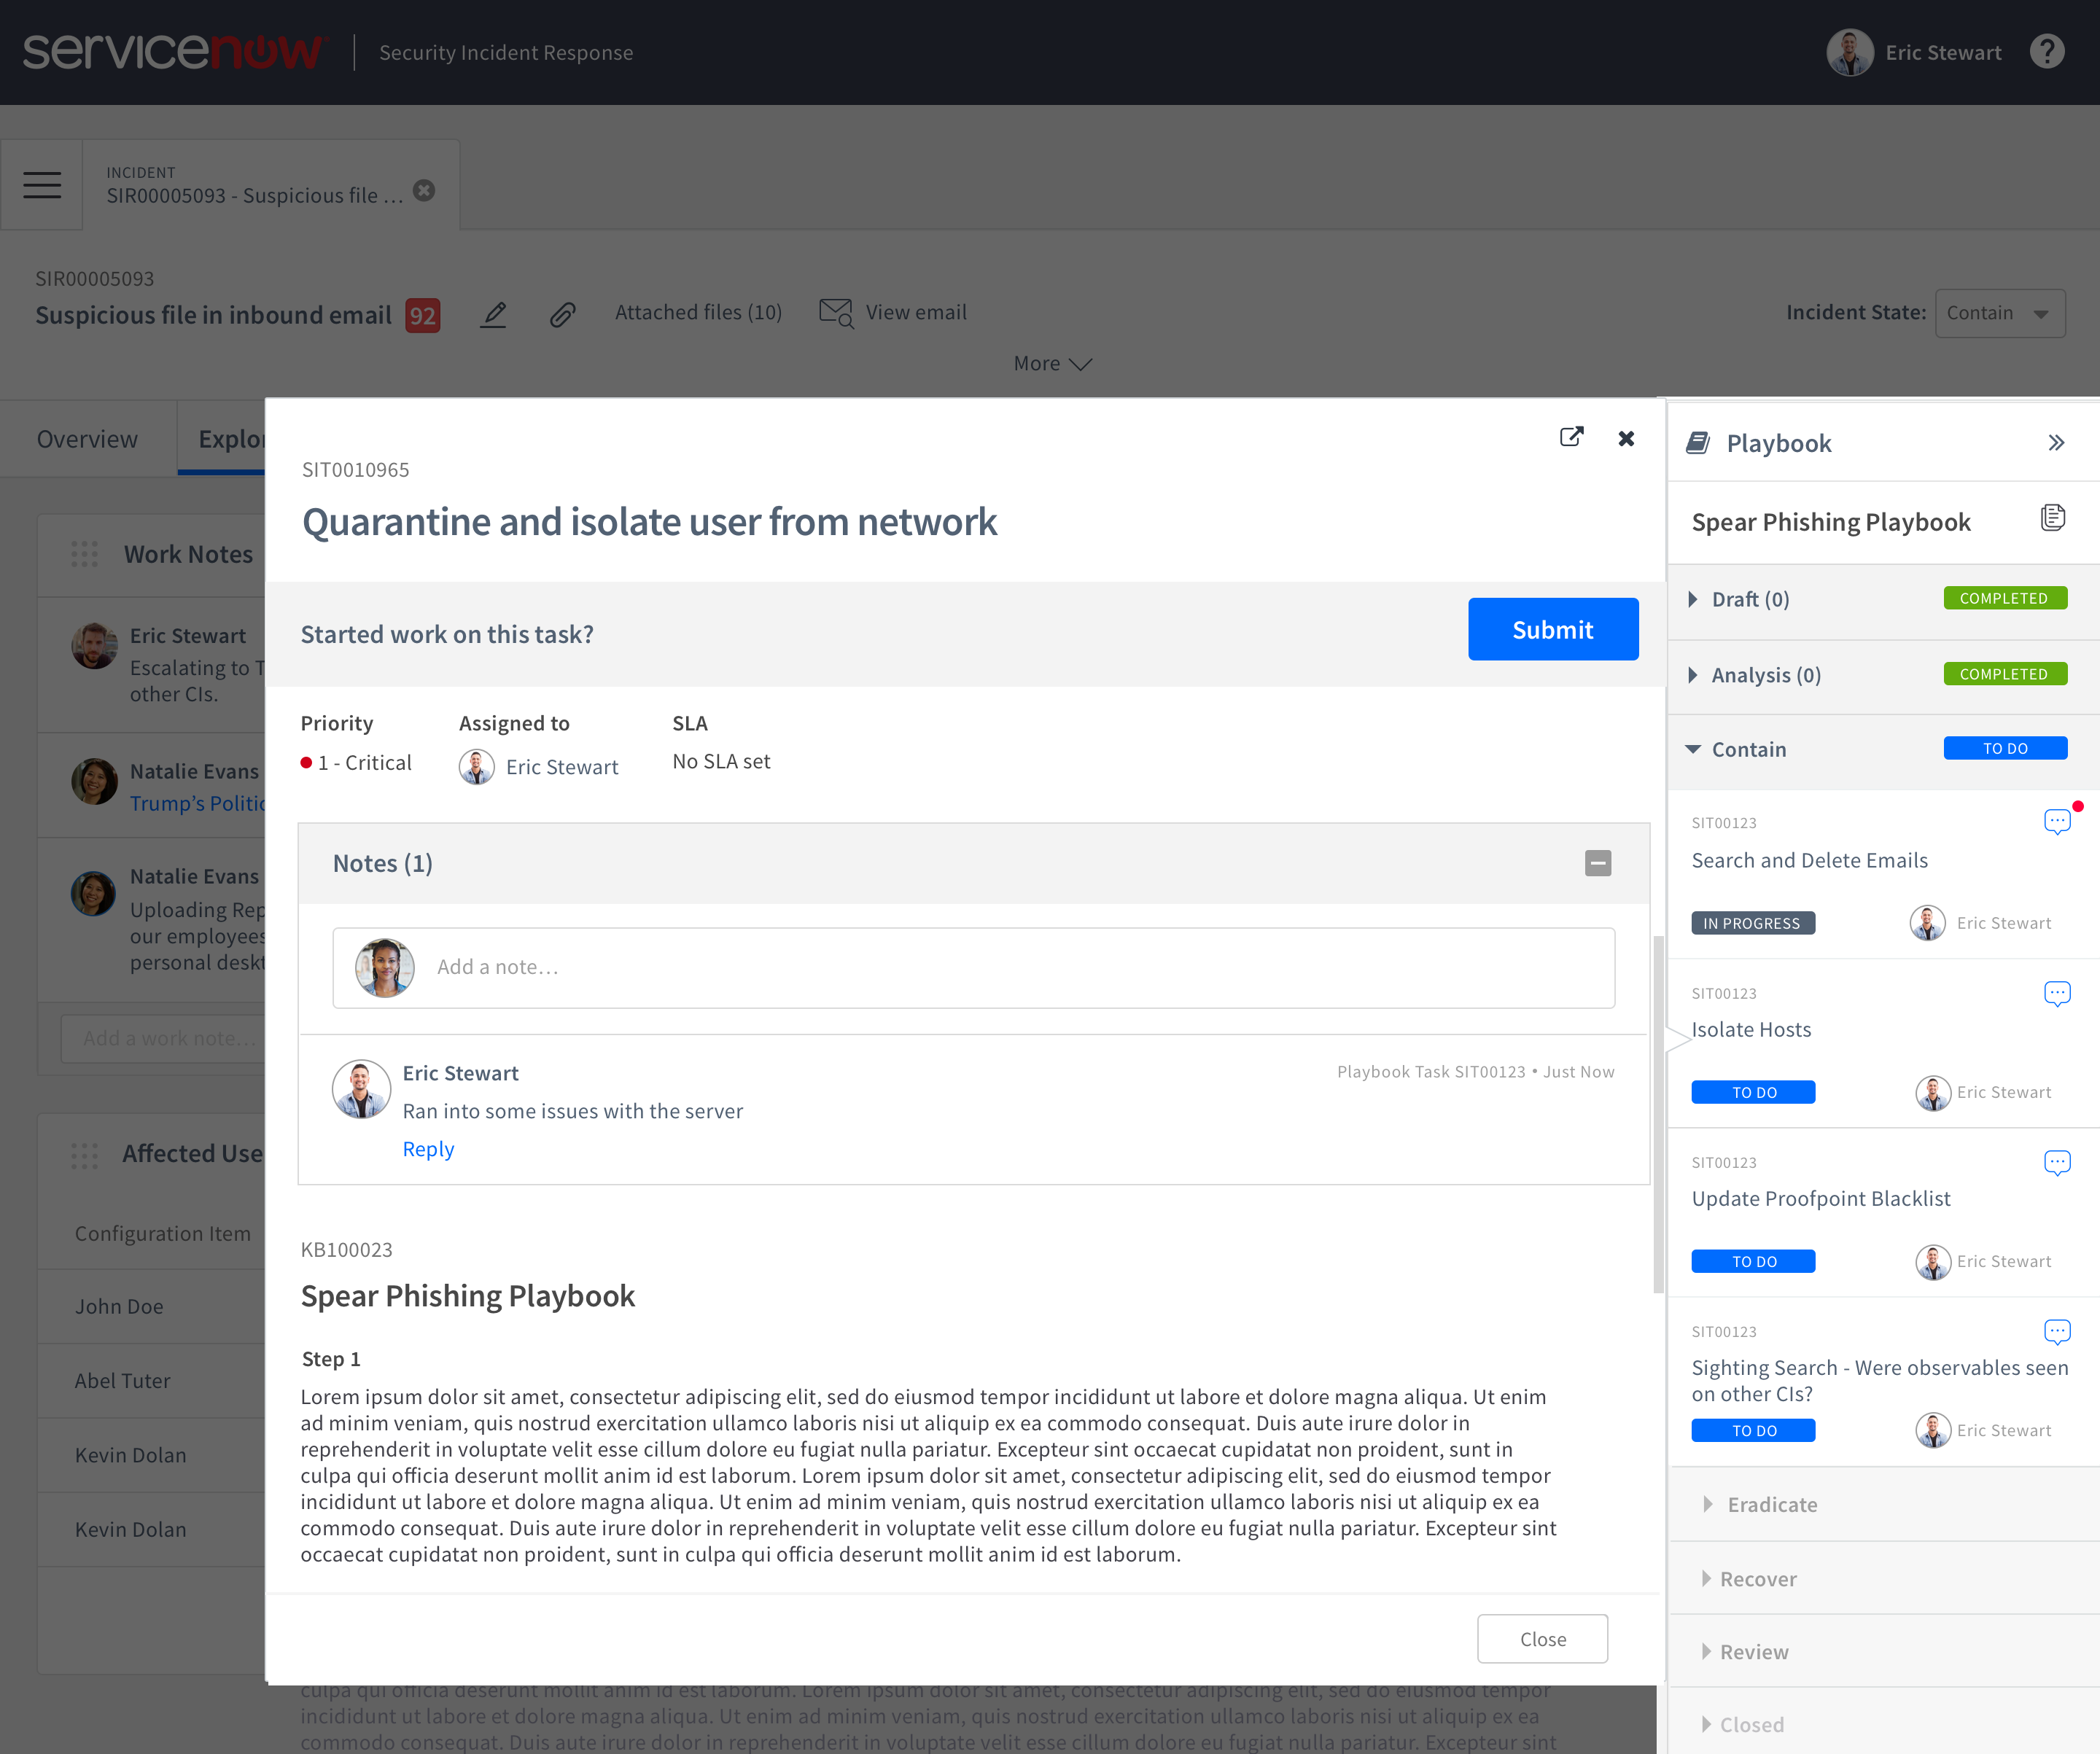 servicenow
Security Incident Response
Eric Stewart
?
INCIDENT
SIR00005093 - Suspicious file ...
SIR00005093
Suspicious file in inbound email 92
Attached files (10)
View email
Incident State: Contain
More
Overview
Explo
Work Notes
Eric Stewart
Escalating to T
other CIs.
Natalie Evans
Trump's Politic
Natalie Evans
Uploading Rep
our employees
personal deskt
Add a work note...
Affected Use
Configuration Item
John Doe
Abel Tuter
Kevin Dolan
Kevin Dolan
SIT0010965
Quarantine and isolate user from network
Started work on this task?
Submit
Priority
Assigned to
SLA
1 - Critical
Eric Stewart
No SLA set
Notes (1)
Add a note...
Eric Stewart
Playbook Task SIT00123 • Just Now
Ran into some issues with the server
Reply
KB100023
Spear Phishing Playbook
Step 1
Lorem ipsum dolor sit amet, consectetur adipiscing elit, sed do eiusmod tempor incididunt ut labore et dolore magna aliqua. Ut enim
ad minim veniam, quis nostrud exercitation ullamco laboris nisi ut aliquip ex ea commodo consequat. Duis aute irure dolor in
reprehenderit in voluptate velit esse cillum dolore eu fugiat nulla pariatur. Excepteur sint occaecat cupidatat non proident, sunt in
culpa qui officia deserunt mollit anim id est laborum. Lorem ipsum dolor sit amet, consectetur adipiscing elit, sed do eiusmod tempor
incididunt ut labore et dolore magna aliqua. Ut enim ad minim veniam, quis nostrud exercitation ullamco laboris nisi ut aliquip ex ea
commodo consequat. Duis aute irure dolor in reprehenderit in voluptate velit esse cillum dolore eu fugiat nulla pariatur. Excepteur sint
occaecat cupidatat non proident, sunt in culpa qui officia deserunt mollit anim id est laborum.
Close
culpa qui officia deserunt mollit anim id est laborum. Lorem ipsum dolor sit amet, consectetur adipiscing elit, sed do eiusmod tempor
incididunt ut labore et dolore magna aliqua. Ut enim ad minim veniam, quis nostrud exercitation ullamco laboris nisi ut aliquip ex ea
commodo consequat. Duis aute irure dolor in reprehenderit in voluptate velit esse cillum dolore eu fugiat nulla pariatur. Excepteur sint
Playbook
Spear Phishing Playbook
Draft (0)
COMPLETED
Analysis (0)
COMPLETED
Contain
TO DO
SIT00123
Search and Delete Emails
IN PROGRESS
Eric Stewart
SIT00123
Isolate Hosts
TO DO
Eric Stewart
SIT00123
Update Proofpoint Blacklist
TO DO
Eric Stewart
SIT00123
Sighting Search - Were observables seen
on other CIs?
TO DO
Eric Stewart
Eradicate
Recover
Review
Closed